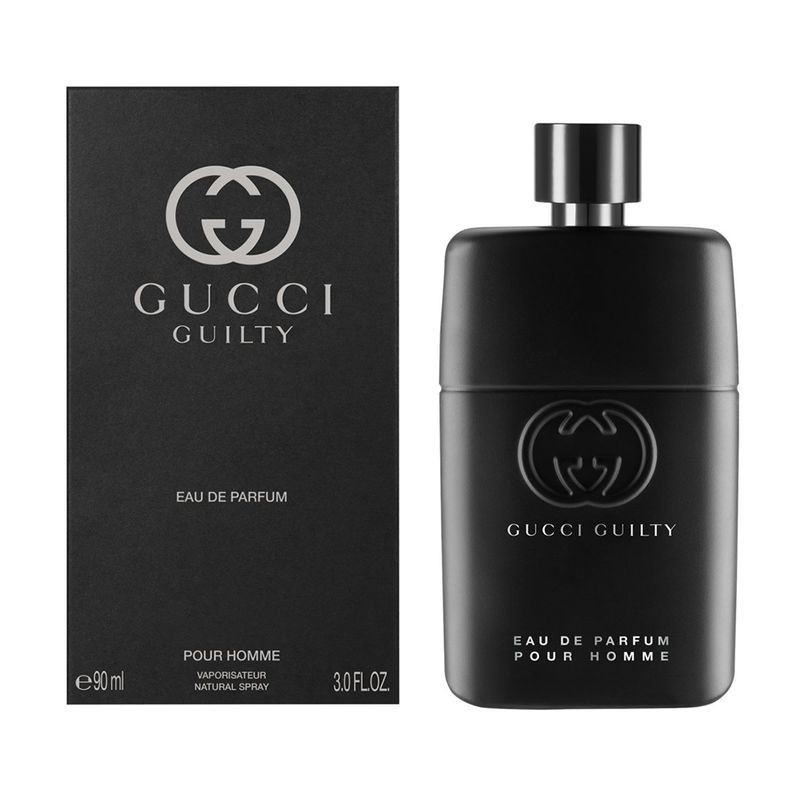 GUCCI
GUILTY
EAU DE PARFUM
POUR HOMME
VAPORISATEUR
NATURAL SPRAY
℮90 ml
3.0 FL.OZ.
GUCCI GUILTY
EAU DE PARFUM
POUR HOMME